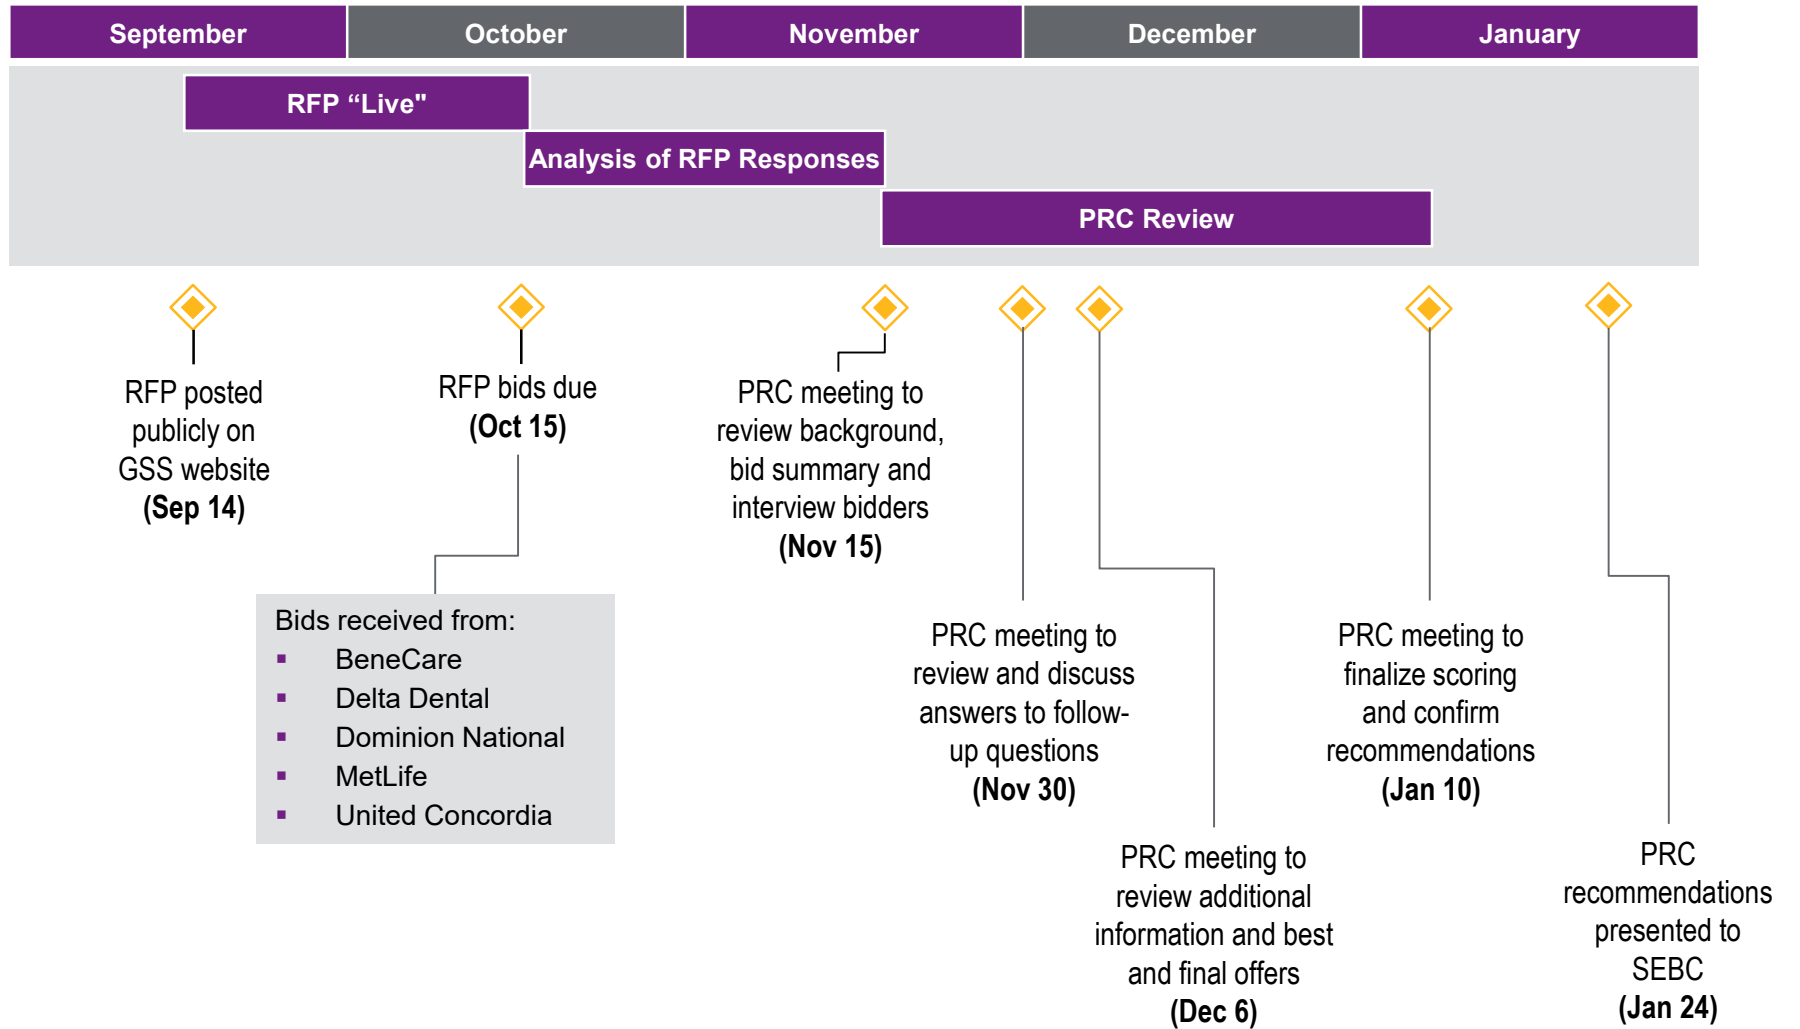 September
October
November
December
January
RFP “Live"
Analysis of RFP Responses
PRC Review
RFP posted
publicly on
GSS website
(Sep 14)
RFP bids due
(Oct 15)
Bids received from:
▪ BeneCare
▪ Delta Dental
▪ Dominion National
▪ MetLife
▪ United Concordia
PRC meeting to
review background,
bid summary and
interview bidders
(Nov 15)
PRC meeting to
review and discuss
answers to follow-
up questions
(Nov 30)
PRC meeting to
review additional
information and best
and final offers
(Dec 6)
PRC meeting to
finalize scoring
and confirm
recommendations
(Jan 10)
PRC
recommendations
presented to
SEBC
(Jan 24)